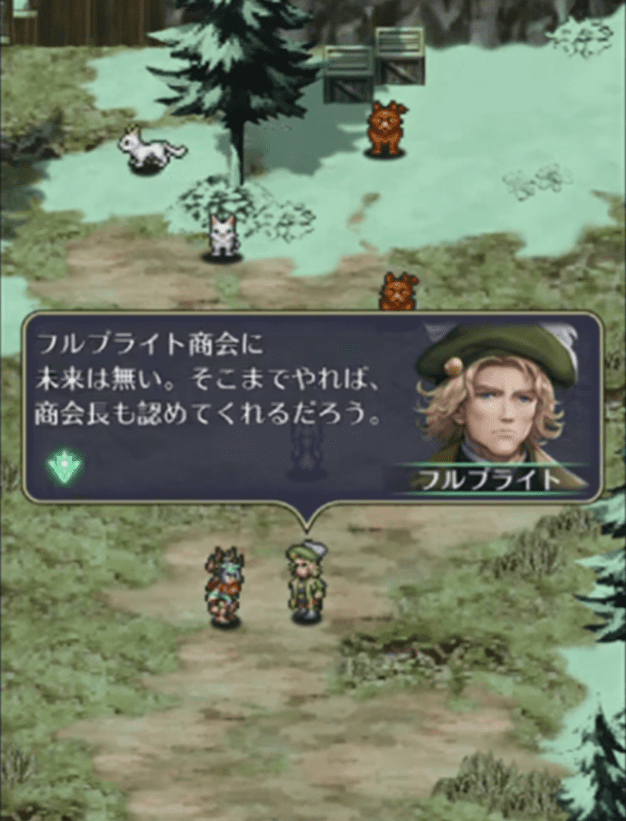 フルブライト商会に
未来は無い。そこまでやれば、
商会長も認めてくれるだろう。
フルブライト